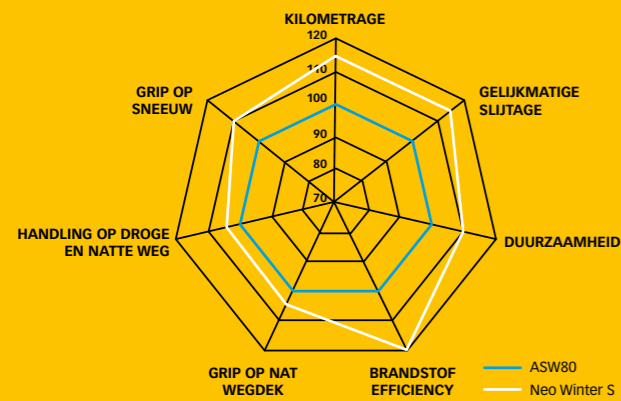 KILOMETRAGE
120
110
100
90
80
70
GELIJKMATIGE
SLIJTAGE
DUURZAAMHEID
BRANDSTOF
EFFICIENCY
GRIP OP NAT
WEGDEK
HANDLING OP DROGE
EN NATTE WEG
GRIP OP
SNEEUW
ASW80
Neo Winter S